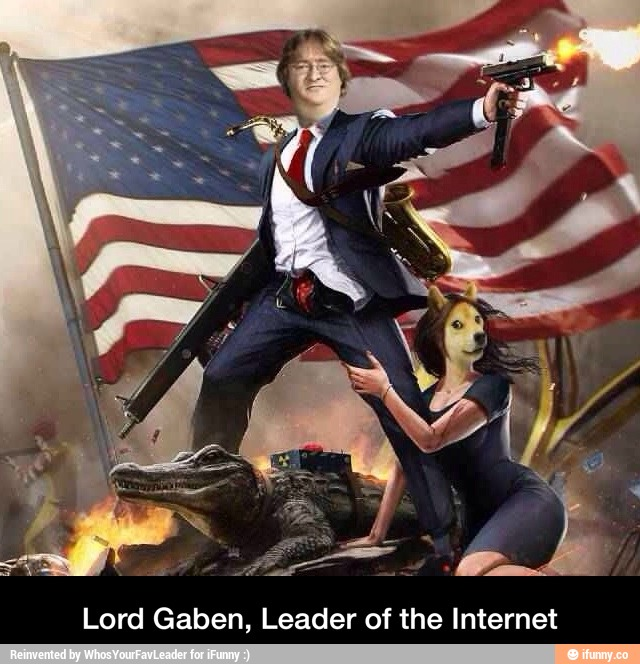 Lord Gaben, Leader of the Internet
Reinvented by WhosYourFavLeader for iFunny :)
ifunny.co